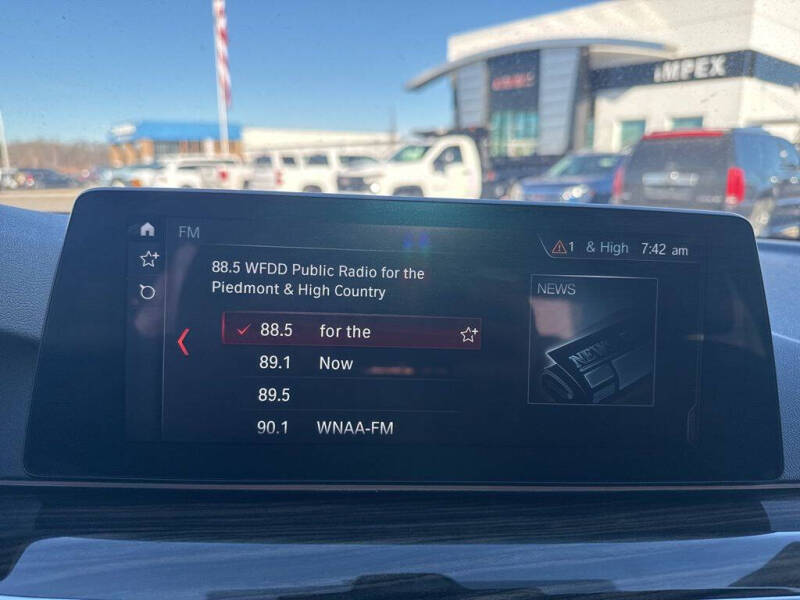 IMPEX
FM
1 & High 7:42 am
88.5 WFDD Public Radio for the
Piedmont & High Country
NEWS
88.5 for the
89.1 Now
89.5
90.1 WNAA-FM
NEWS